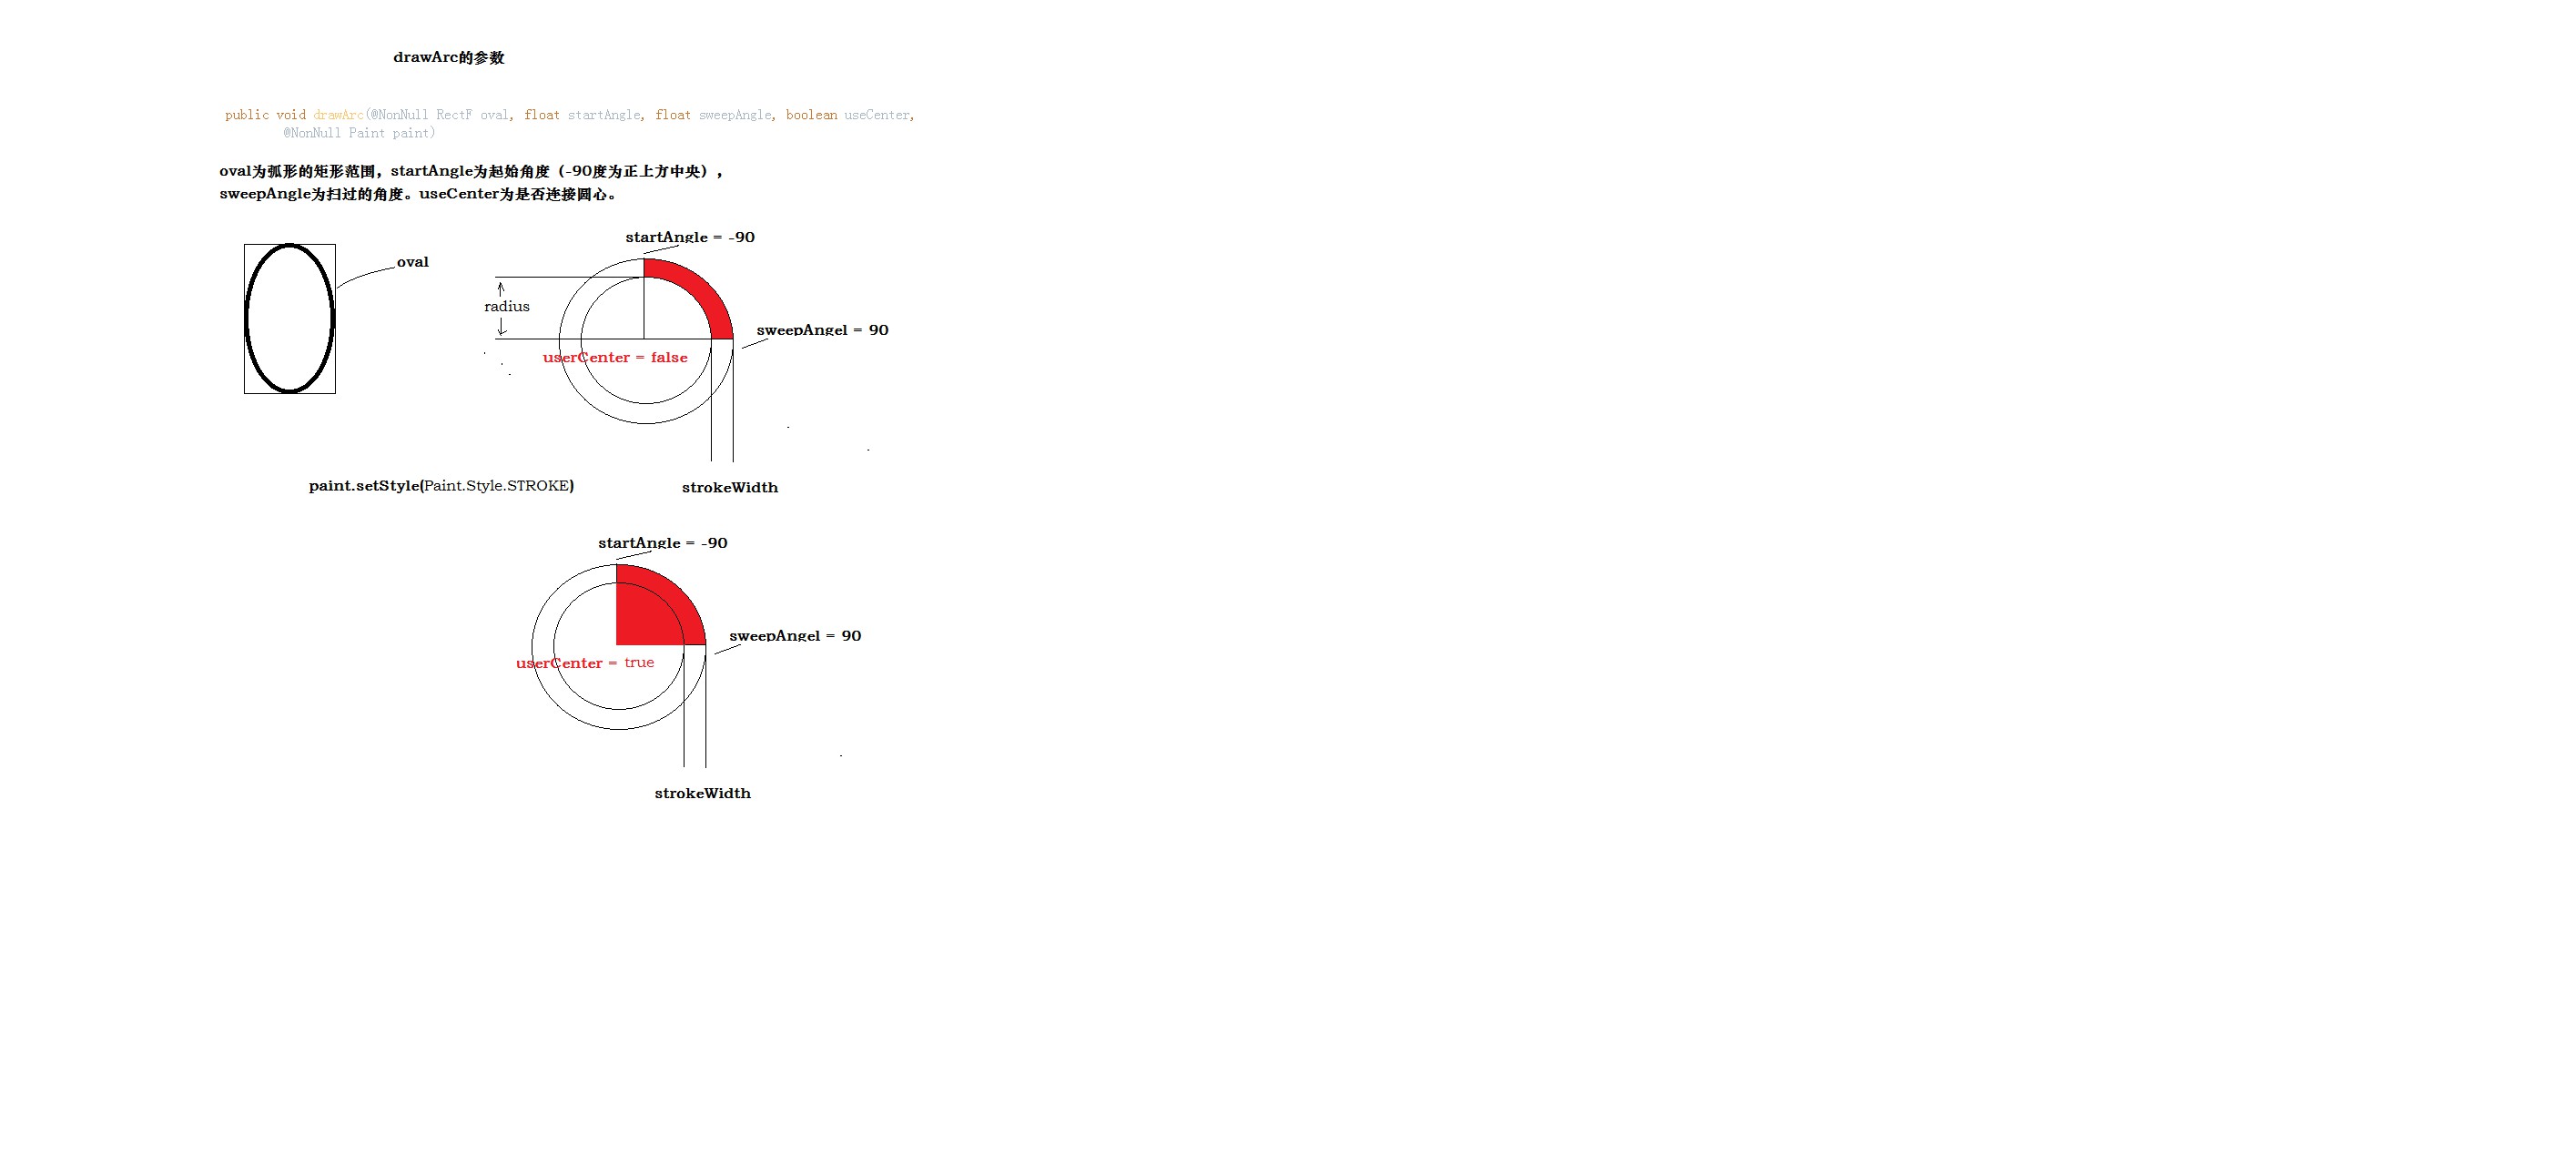 drawArc的参数
public void drawArc(@NonNull RectF oval, float startAngle, float sweepAngle, boolean useCenter,
@NonNull Paint paint)
oval为弧形的矩形范围，startAngle为起始角度（-90度为正上方中央），
sweepAngle为扫过的角度。useCenter为是否连接圆心。
startAngle = -90
oval
radius
sweepAngel = 90
userCenter = false
paint.setStyle(Paint.Style.STROKE)
strokeWidth
startAngle = -90
sweepAngel = 90
userCenter = true
strokeWidth